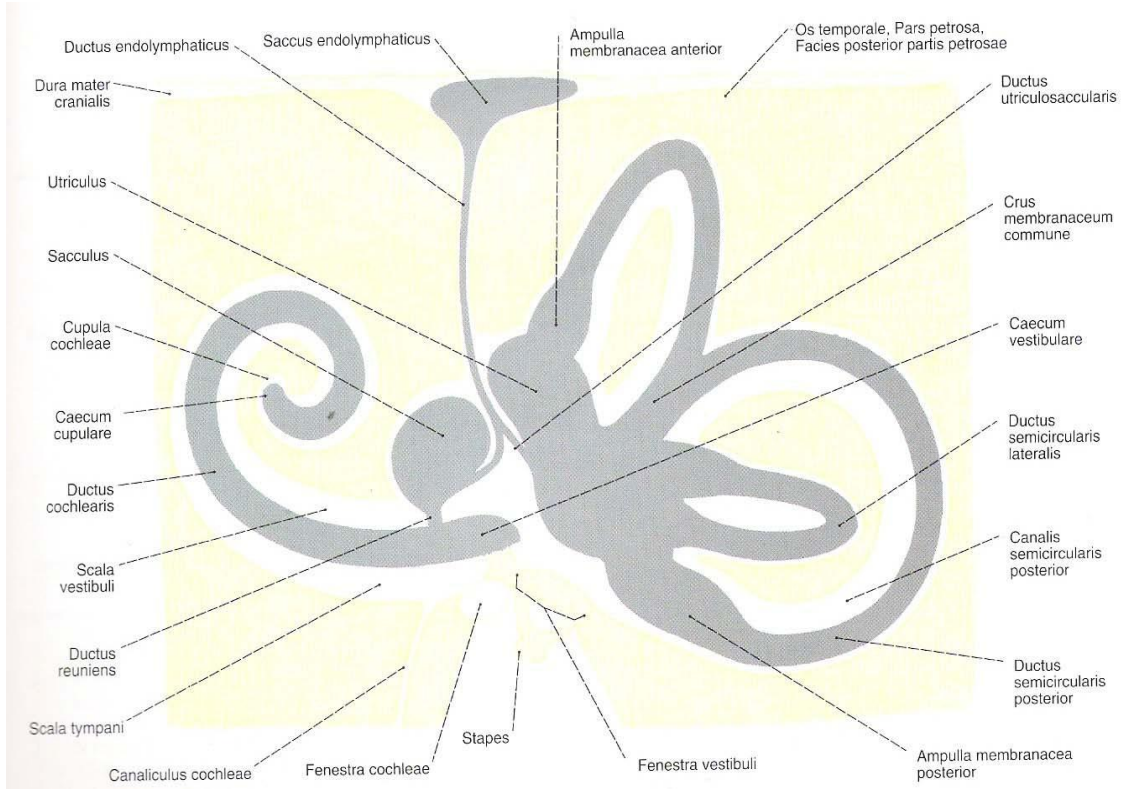 Ductus endolymphaticus
Saccus endolymphaticus
Ampulla
membranacea anterior
Os temporale, Pars petrosa,
Facies posterior partis petrosae
Dura mater
cranialis
Ductus
utriculosaccularis
Utriculus
Crus
membranaceum
commune
Sacculus
Cupula
cochleae
Caecum
vestibulare
Caecum
cupulare
Ductus
semicircularis
lateralis
Ductus
cochlearis
Canalis
semicircularis
posterior
Scala
vestibuli
Ductus
reuniens
Ductus
semicircularis
posterior
Scala tympani
Stapes
Canaliculus cochleae
Fenestra cochleae
Fenestra vestibuli
Ampulla membranacea
posterior